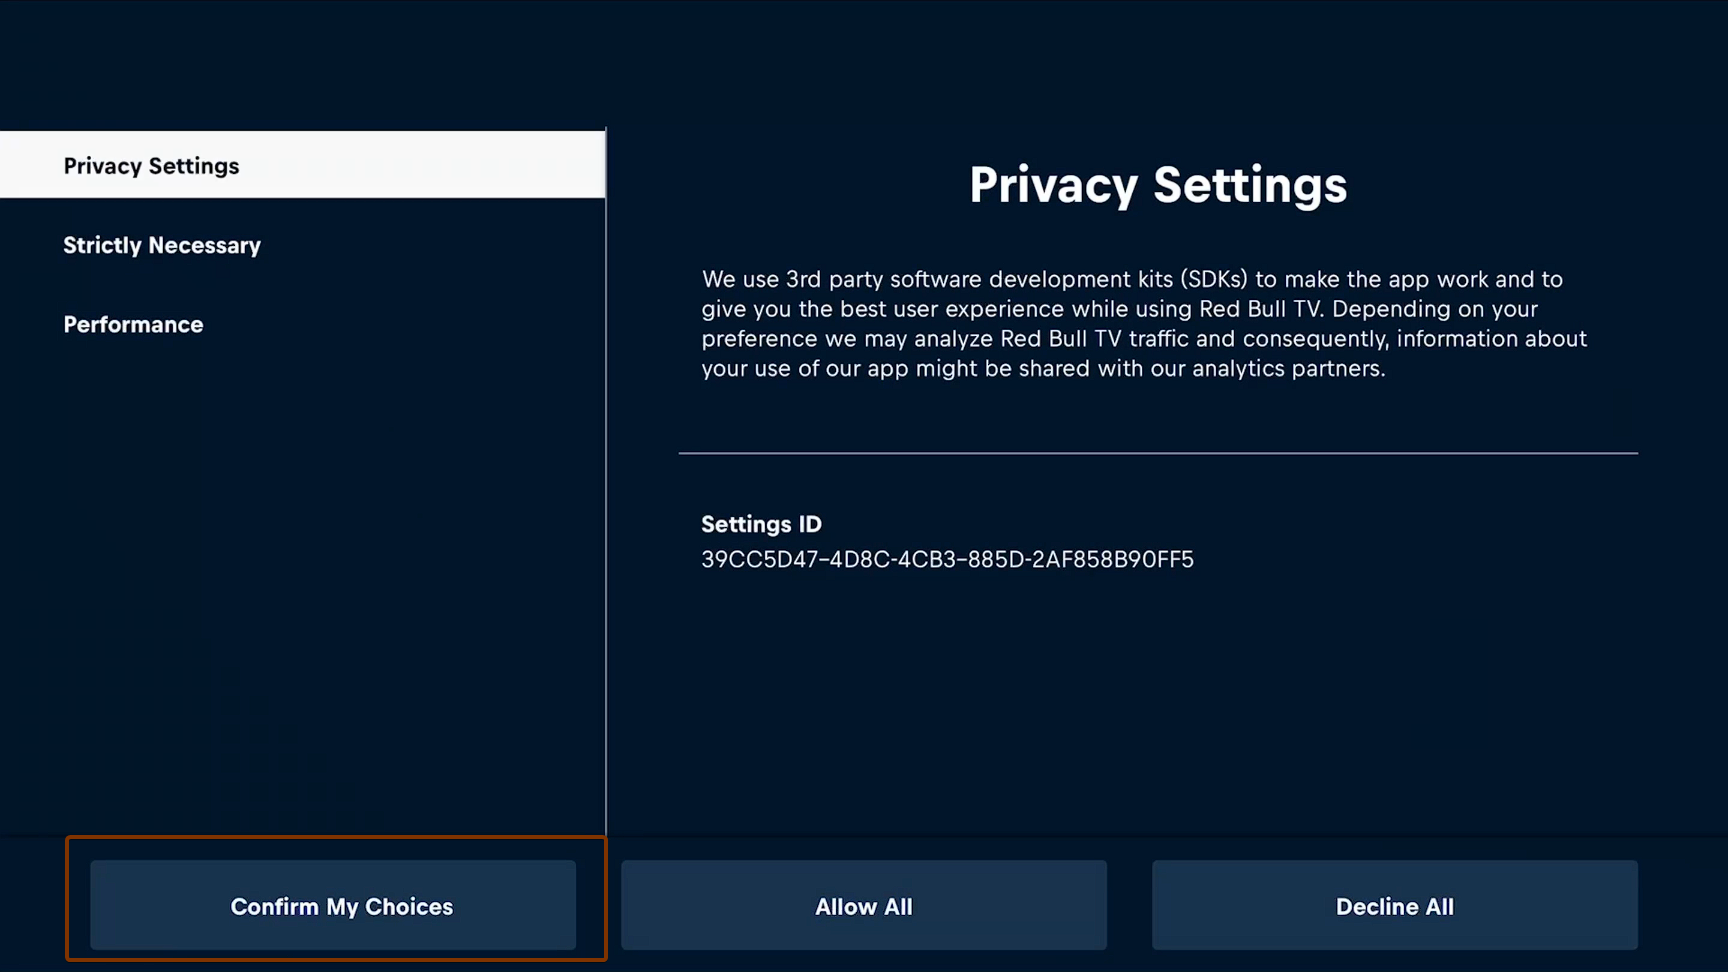 Privacy Settings
Strictly Necessary
Performance
Privacy Settings
We use 3rd party software development kits (SDKs) to make the app work and to
give you the best user experience while using Red Bull TV. Depending on your
preference we may analyze Red Bull TV traffic and consequently, information about
your use of our app might be shared with our analytics partners.
Settings ID
39CC5D47-4D8C-4CB3-885D-2AF858B90FF5
Confirm My Choices
Allow All
Decline All